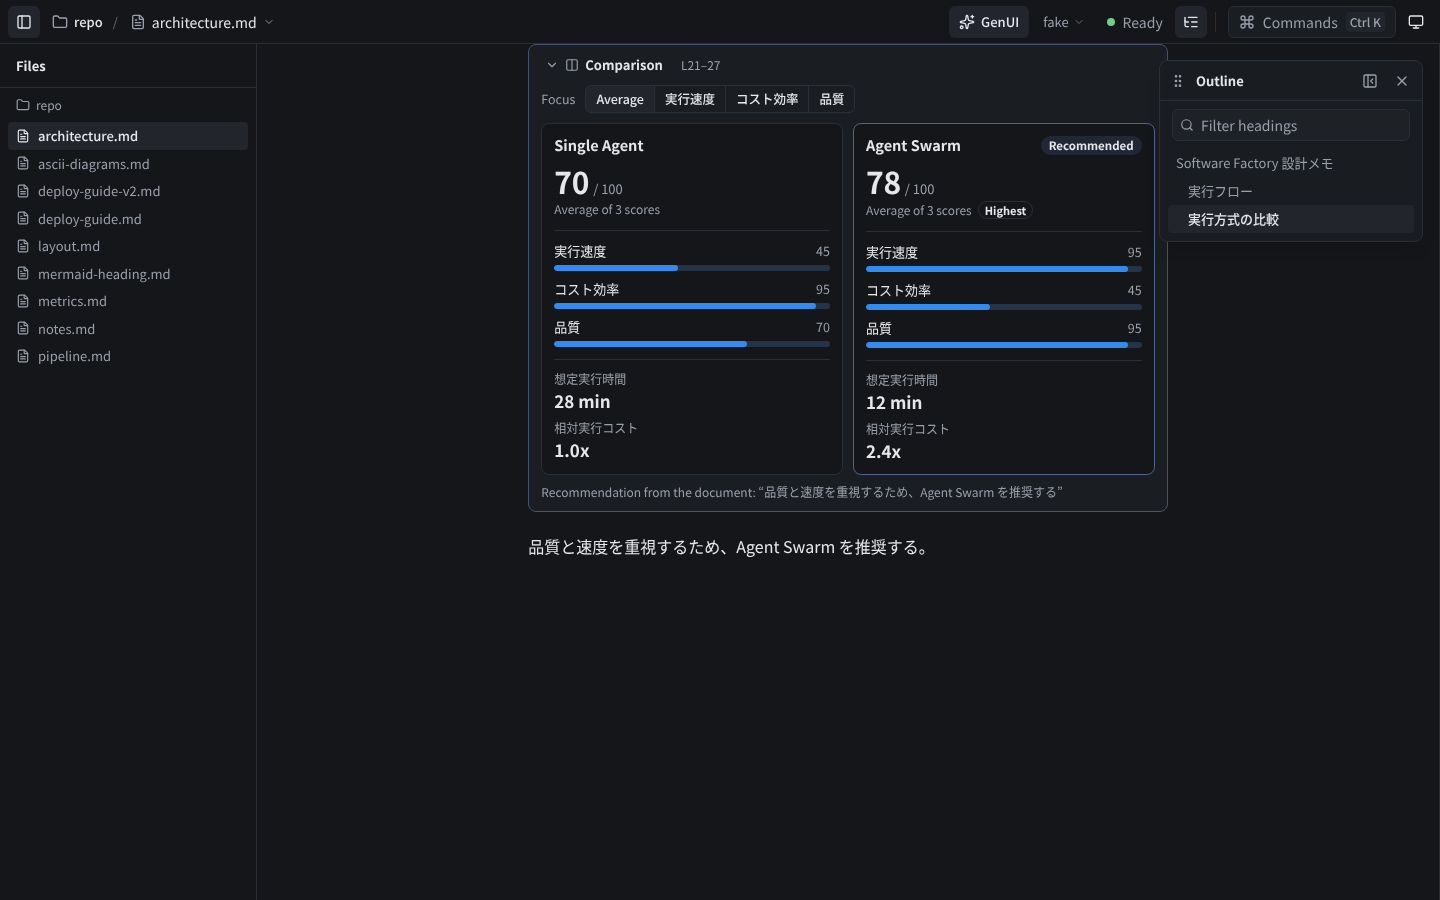 repo / architecture.md
GenUI
fake
Ready
Commands Ctrl K
Files
repo
architecture.md
ascii-diagrams.md
deploy-guide-v2.md
deploy-guide.md
layout.md
mermaid-heading.md
metrics.md
notes.md
pipeline.md
Comparison L21–27
Focus Average 実行速度 コスト効率 品質
Single Agent
70 / 100
Average of 3 scores
実行速度 45
コスト効率 95
品質 70
想定実行時間
28 min
相対実行コスト
1.0x
Agent Swarm Recommended
78 / 100
Average of 3 scores Highest
実行速度 95
コスト効率 45
品質 95
想定実行時間
12 min
相対実行コスト
2.4x
Recommendation from the document: “品質と速度を重視するため、Agent Swarm を推奨する”
品質と速度を重視するため、Agent Swarm を推奨する。
Outline
Filter headings
Software Factory 設計メモ
実行フロー
実行方式の比較